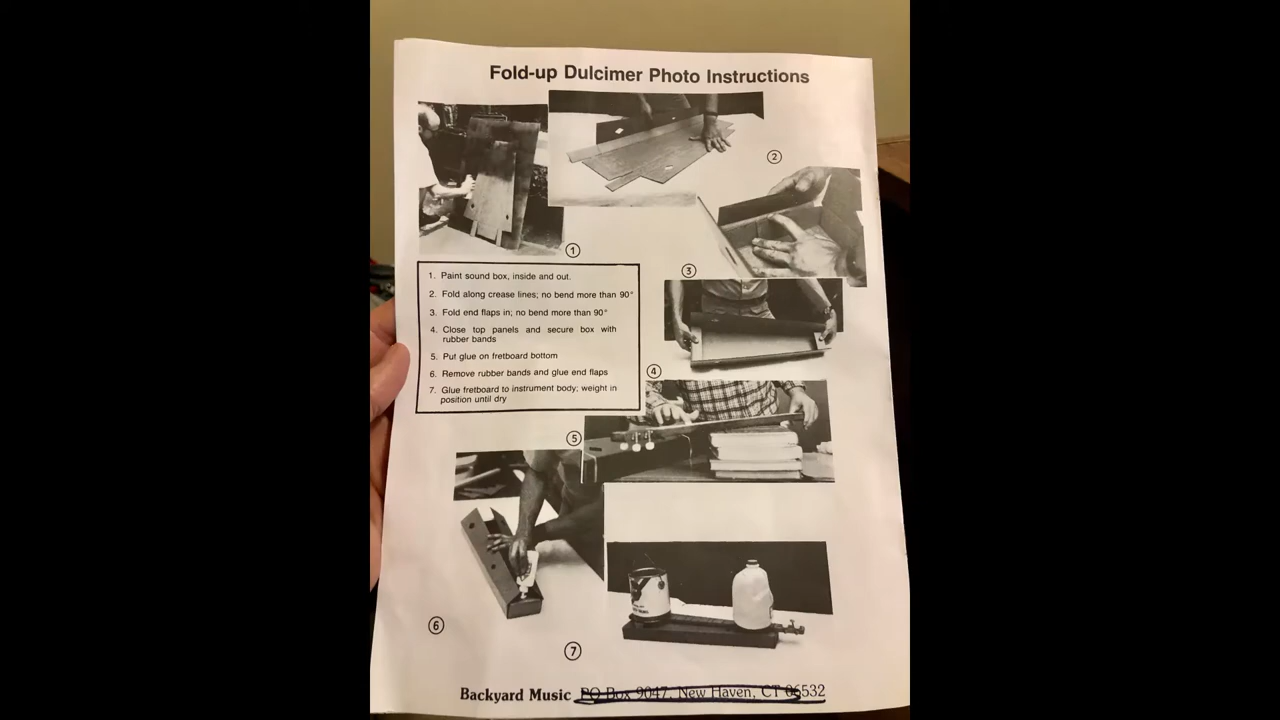 Fold-up Dulcimer Photo Instructions
2
1
3
1. Paint sound box, inside and out.
2. Fold along crease lines; no bend more than 90°
3. Fold end flaps in; no bend more than 90°
4. Close top panels and secure box with
rubber bands
5. Put glue on fretboard bottom
6. Remove rubber bands and glue end flaps
7. Glue fretboard to instrument body; weight in
position until dry
4
5
6
7
Backyard Music PO Box 9047, New Haven, CT 06532